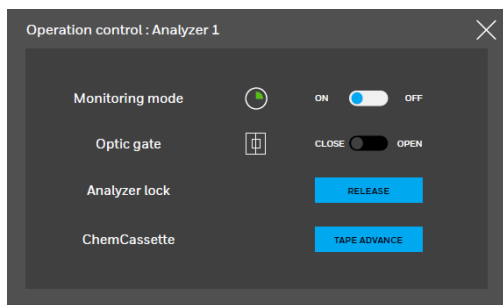 Operation control : Analyzer 1
Monitoring mode ON OFF
Optic gate CLOSE OPEN
Analyzer lock RELEASE
ChemCassette TAPE ADVANCE